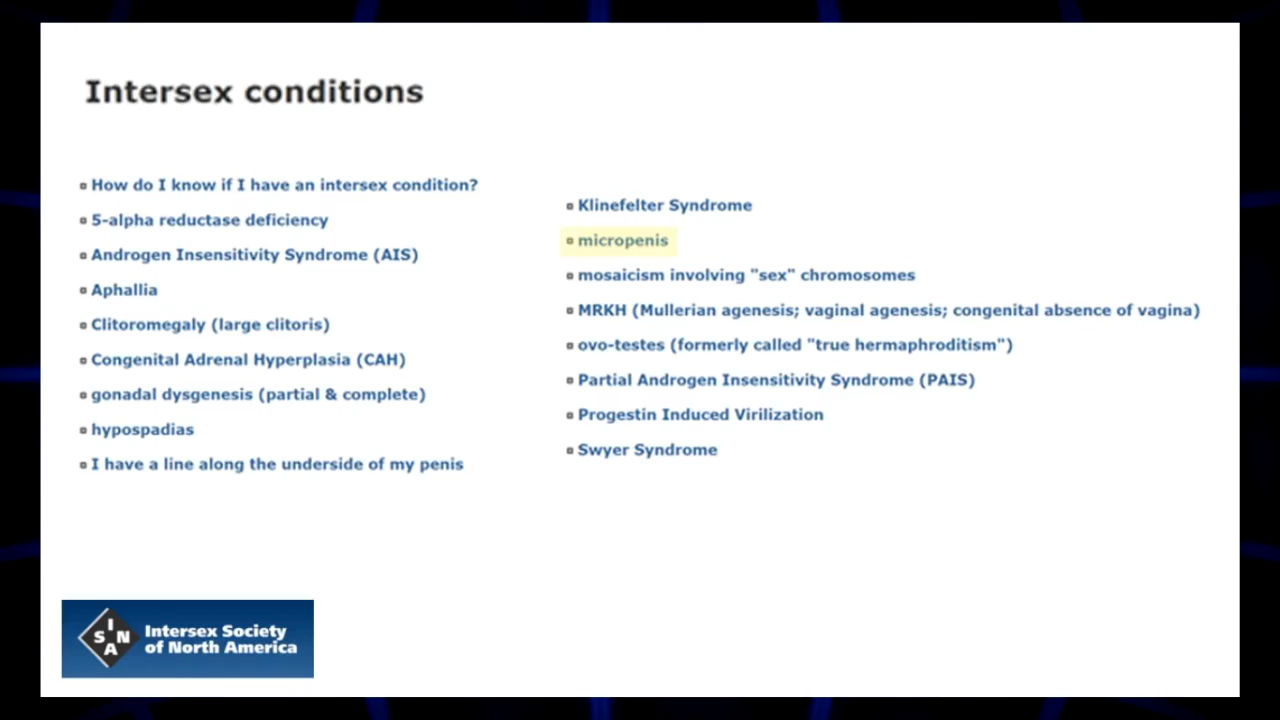 Intersex conditions
How do I know if I have an intersex condition?
5-alpha reductase deficiency
Androgen Insensitivity Syndrome (AIS)
Aphallia
Clitoromegaly (large clitoris)
Congenital Adrenal Hyperplasia (CAH)
gonadal dysgenesis (partial & complete)
hypospadias
I have a line along the underside of my penis
Klinefelter Syndrome
micropenis
mosaicism involving "sex" chromosomes
MRKH (Mullerian agenesis; vaginal agenesis; congenital absence of vagina)
ovo-testes (formerly called "true hermaphroditism")
Partial Androgen Insensitivity Syndrome (PAIS)
Progestin Induced Virilization
Swyer Syndrome
ISNA
Intersex Society
of North America